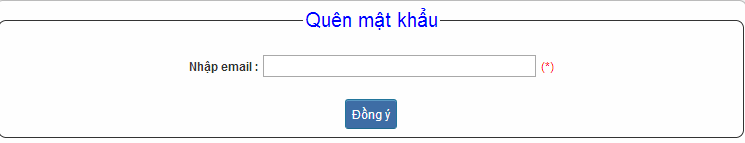 Quên mật khẩu
Nhập email : (*)
Đồng ý